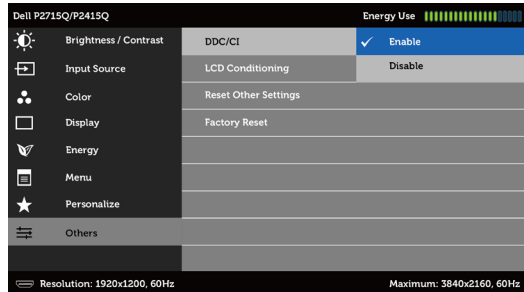 Dell P2715Q/P2415Q Energy Use
Brightness / Contrast DDC/CI Enable
Input Source LCD Conditioning Disable
Color Reset Other Settings
Display Factory Reset
Energy
Menu
Personalize
Others
Resolution: 1920x1200, 60Hz Maximum: 3840x2160, 60Hz